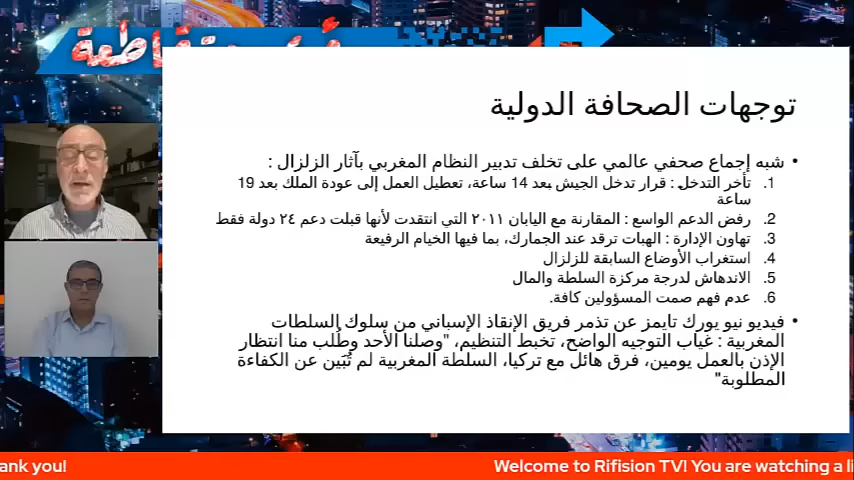 قاطعة
توجهات الصحافة الدولية
• شبه إجماع صحفي عالمي على تخلف تدبير النظام المغربي بآثار الزلزال :
1. تأخر التدخل : قرار تدخل الجيش بعد 14 ساعة، تعطيل العمل إلى عودة الملك بعد 19
ساعة
2. رفض الدعم الواسع : المقارنة مع اليابان ٢٠١١ التي انتقدت لأنها قبلت دعم ٢٤ دولة فقط
3. تهاون الإدارة : الهبات ترقد عند الجمارك، بما فيها الخيام الرفيعة
4. استغراب الأوضاع السابقة للزلزال
5. الاندهاش لدرجة مركزة السلطة والمال
6. عدم فهم صمت المسؤولين كافة.
• فيديو نيو يورك تايمز عن تذمر فريق الإنقاذ الإسباني من سلوك السلطات
المغربية : غياب التوجيه الواضح، تخبط التنظيم، "وصلنا الأحد وطُلب منا انتظار
الإذن بالعمل يومين، فرق هائل مع تركيا، السلطة المغربية لم تُبَين عن الكفاءة
المطلوبة"
ank you!
Welcome to Rifision TV! You are watching a li